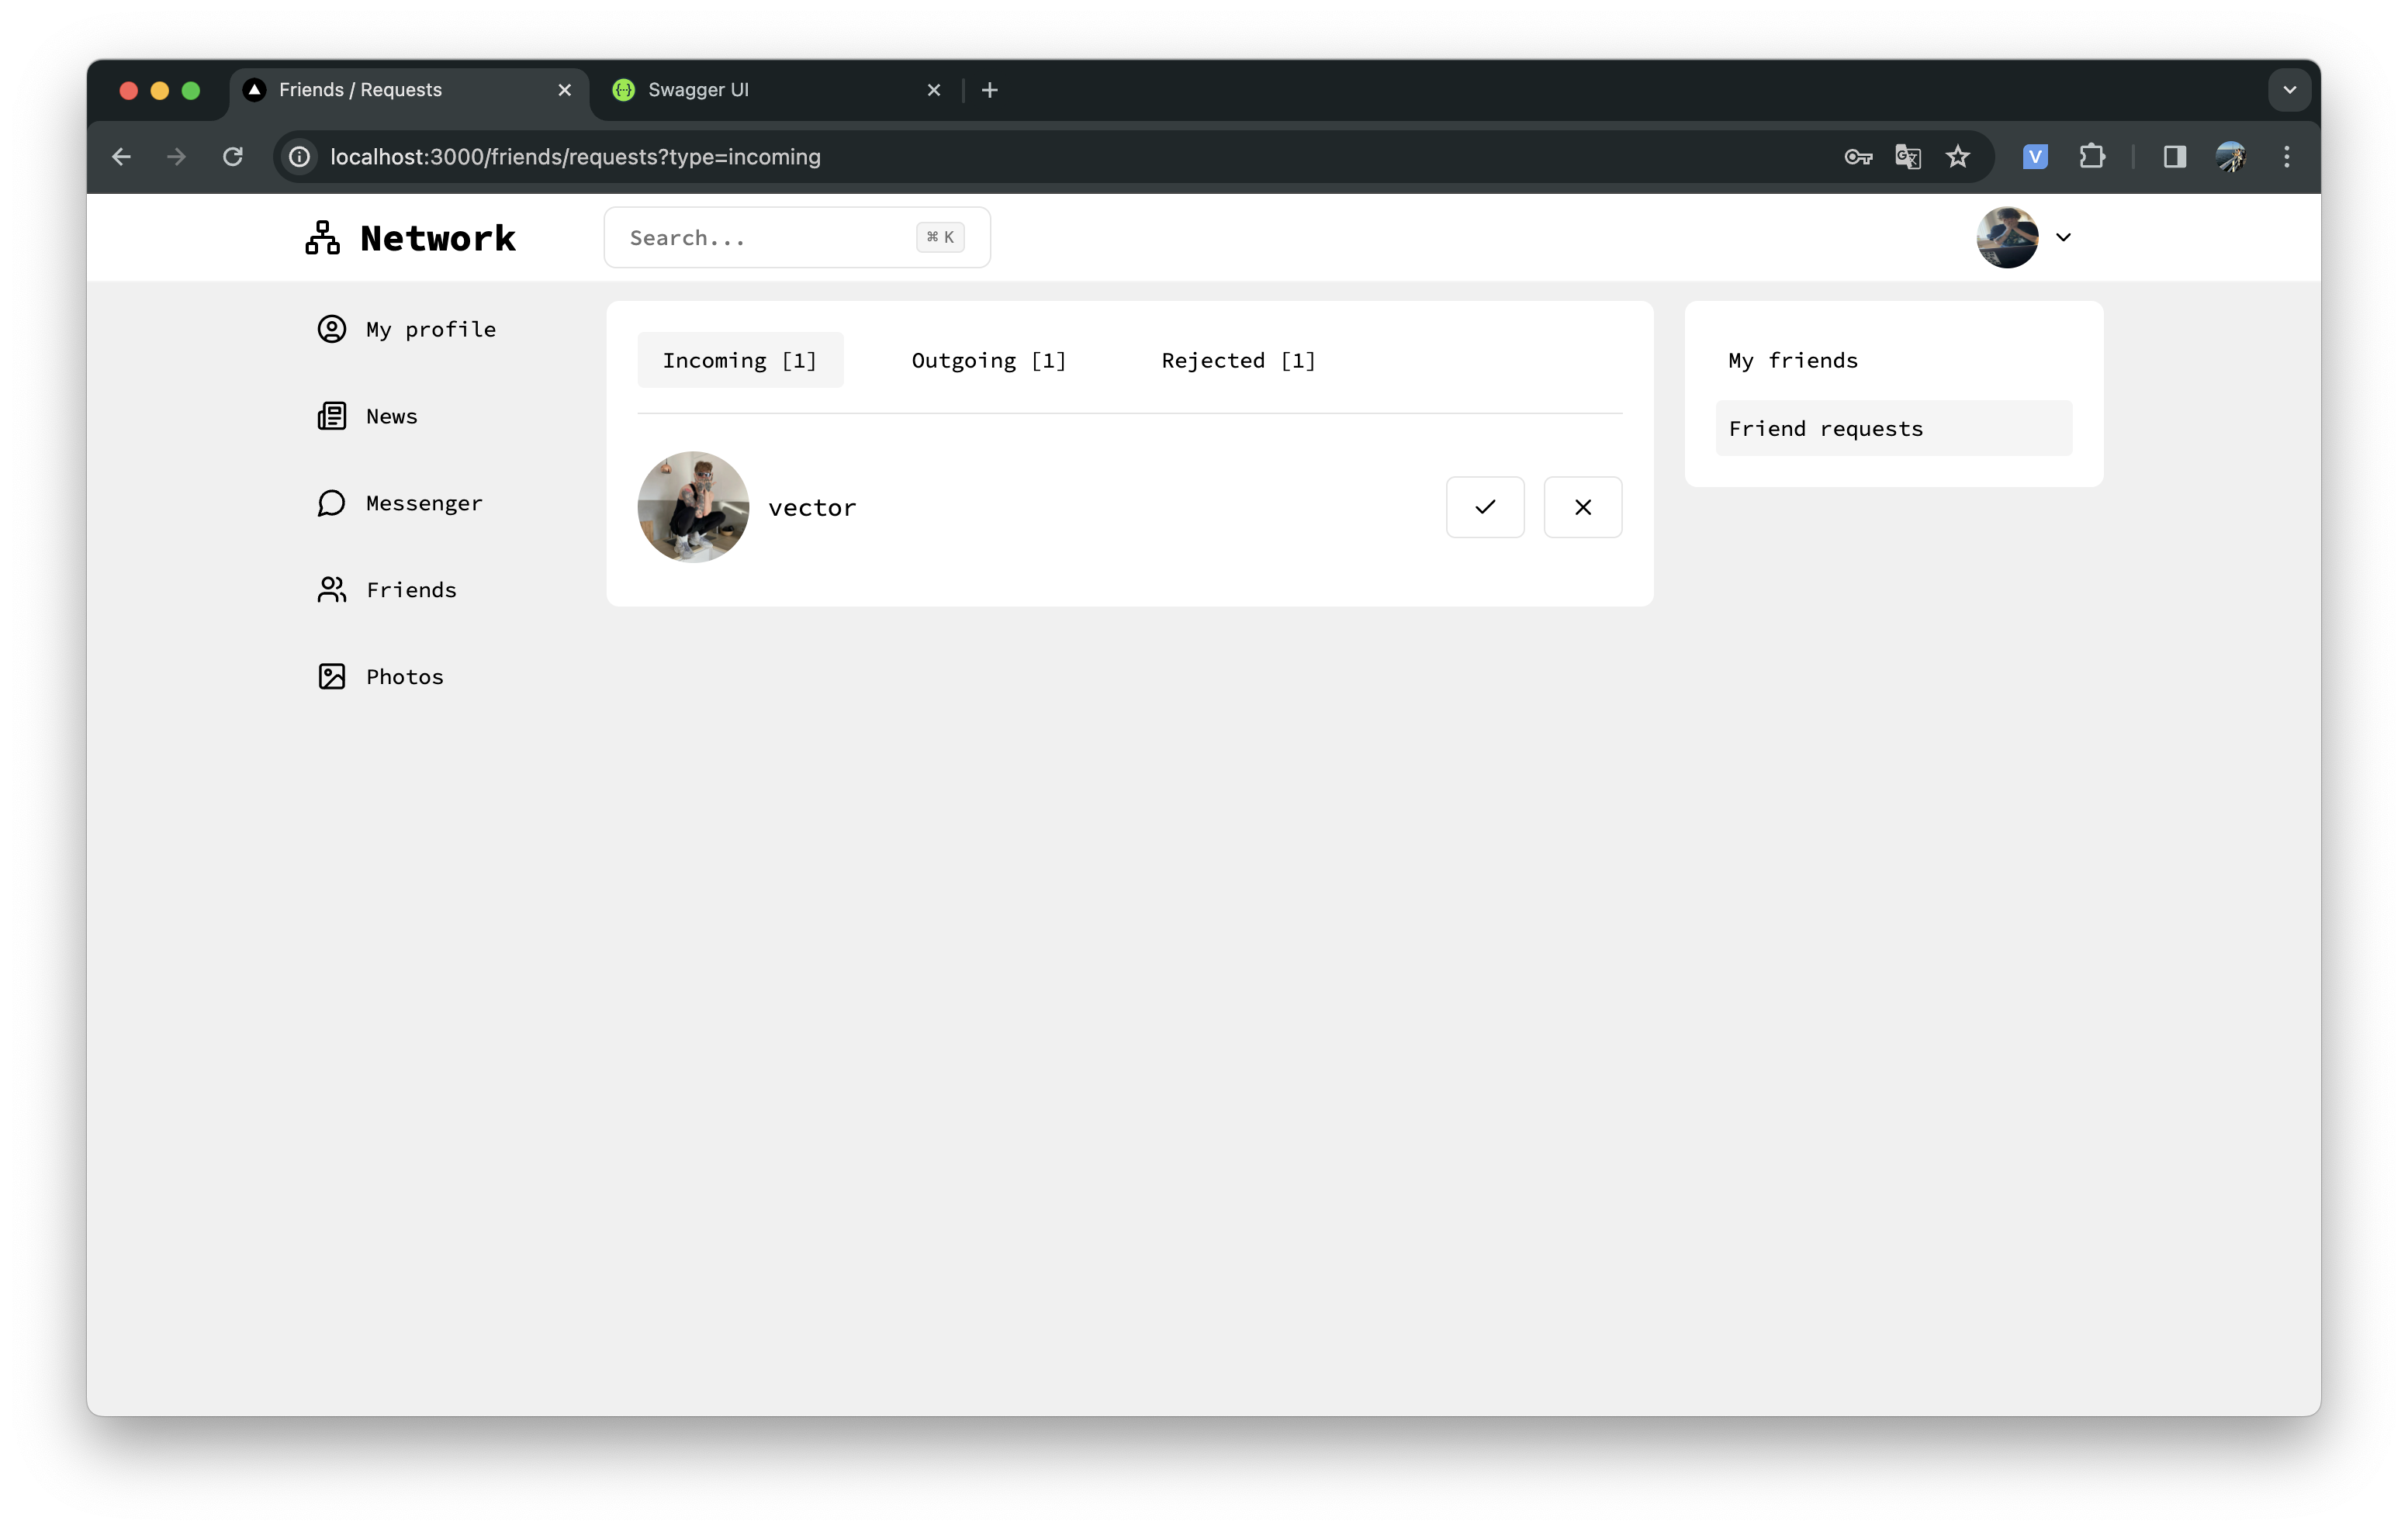 Friends / Requests
Swagger UI
localhost:3000/friends/requests?type=incoming
V
Network
Search...
⌘ K
My profile
News
Messenger
Friends
Photos
Incoming [1]
Outgoing [1]
Rejected [1]
vector
My friends
Friend requests